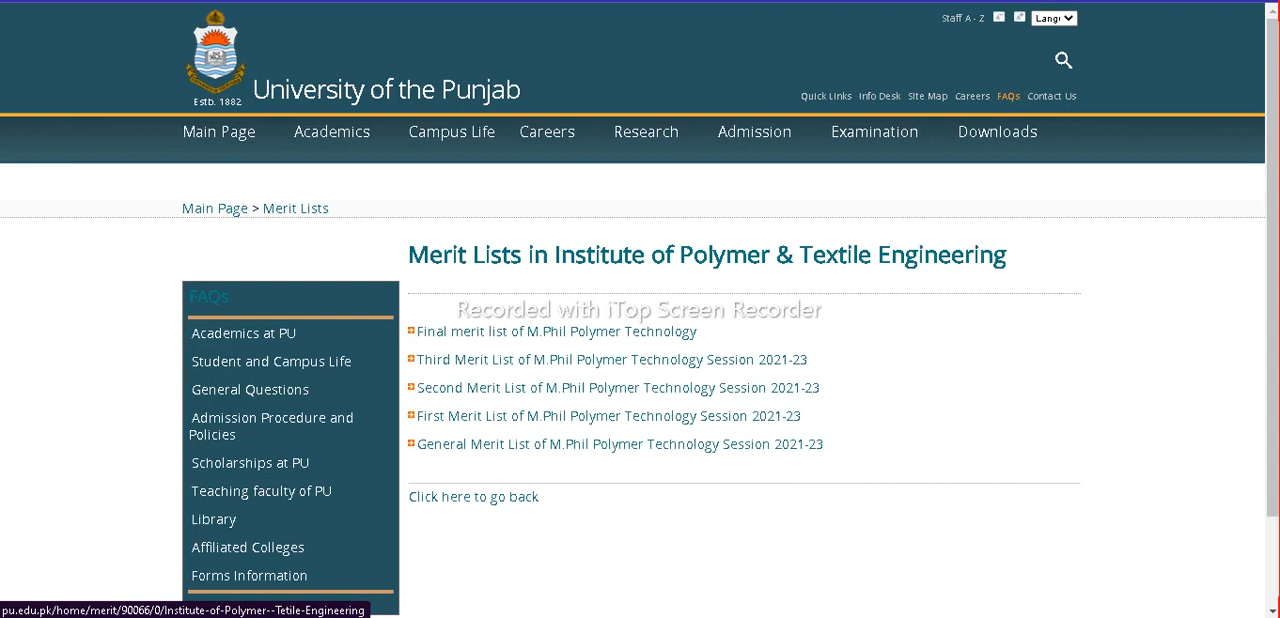 Staff A - Z
Langu
Estb. 1882
University of the Punjab
Quick Links Info Desk Site Map Careers FAQs Contact Us
Main Page Academics Campus Life Careers Research Admission Examination Downloads
Main Page > Merit Lists
Merit Lists in Institute of Polymer & Textile Engineering
Recorded with iTop Screen Recorder
Final merit list of M.Phil Polymer Technology
Third Merit List of M.Phil Polymer Technology Session 2021-23
Second Merit List of M.Phil Polymer Technology Session 2021-23
First Merit List of M.Phil Polymer Technology Session 2021-23
General Merit List of M.Phil Polymer Technology Session 2021-23
Click here to go back
FAQs
Academics at PU
Student and Campus Life
General Questions
Admission Procedure and
Policies
Scholarships at PU
Teaching faculty of PU
Library
Affiliated Colleges
Forms Information
pu.edu.pk/home/merit/90066/0/Institute-of-Polymer--Tetile-Engineering